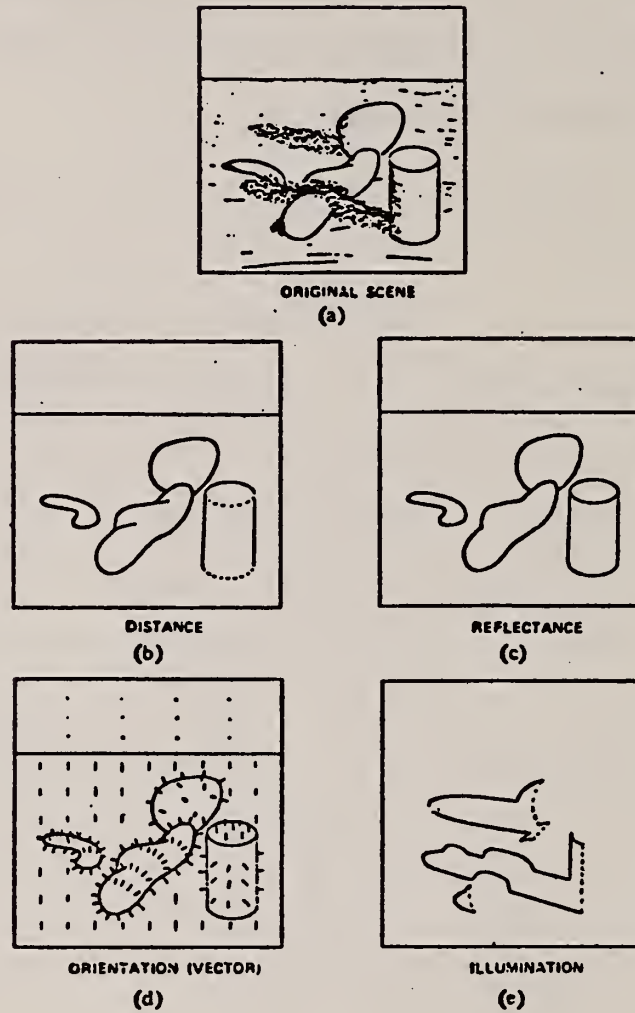 ORIGINAL SCENE
(a)
DISTANCE
(b)
REFLECTANCE
(c)
ORIENTATION (VECTOR)
(d)
ILLUMINATION
(e)